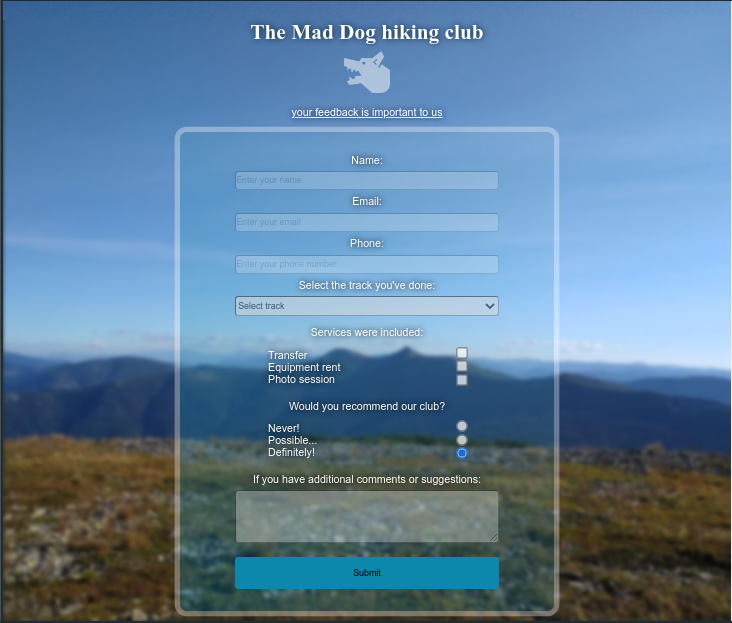 The Mad Dog hiking club
your feedback is important to us
Name:
Enter your name
Email:
Enter your email
Phone:
Enter your phone number
Select the track you've done:
Select track
Services were included:
Transfer
Equipment rent
Photo session
Would you recommend our club?
Never!
Possible...
Definitely!
If you have additional comments or suggestions:
Submit